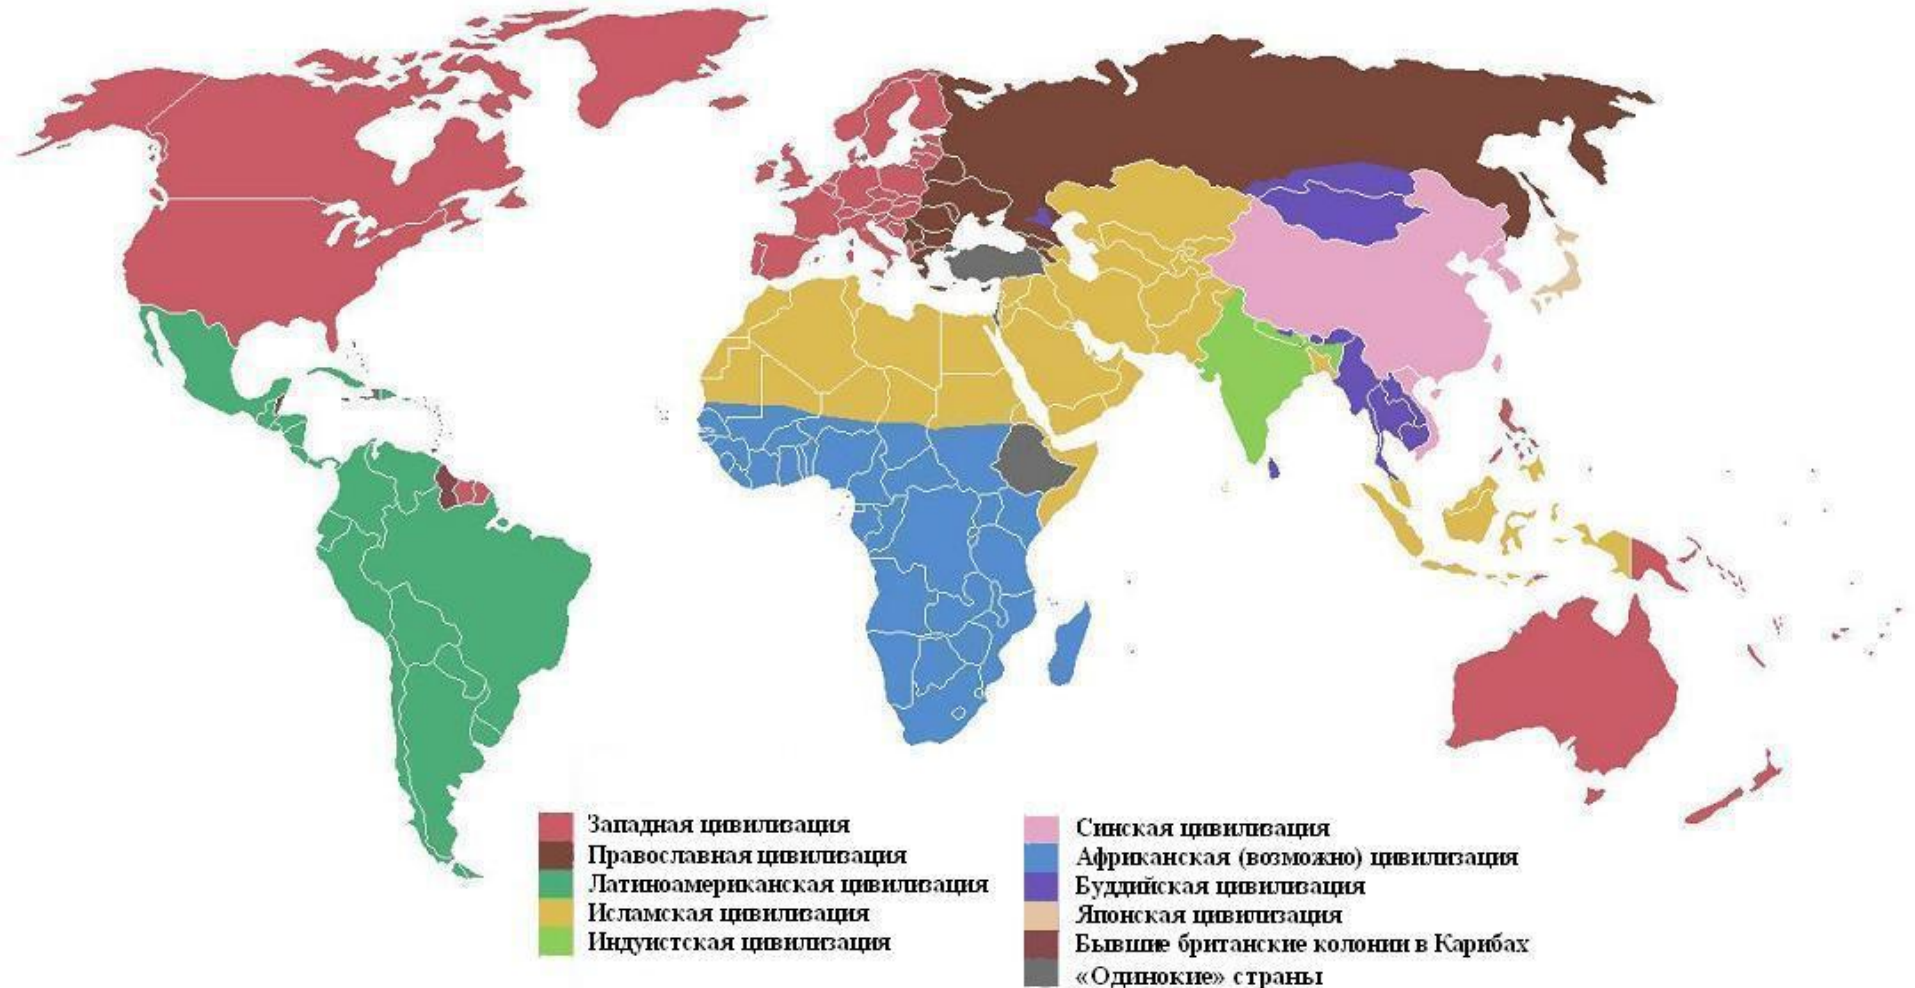 Западная цивилизация
Православная цивилизация
Латиноамериканская цивилизация
Исламская цивилизация
Индуистская цивилизация
Синская цивилизация
Африканская (возможно) цивилизация
Буддийская цивилизация
Японская цивилизация
Бывшие британские колонии в Карибах
«Одинокие» страны